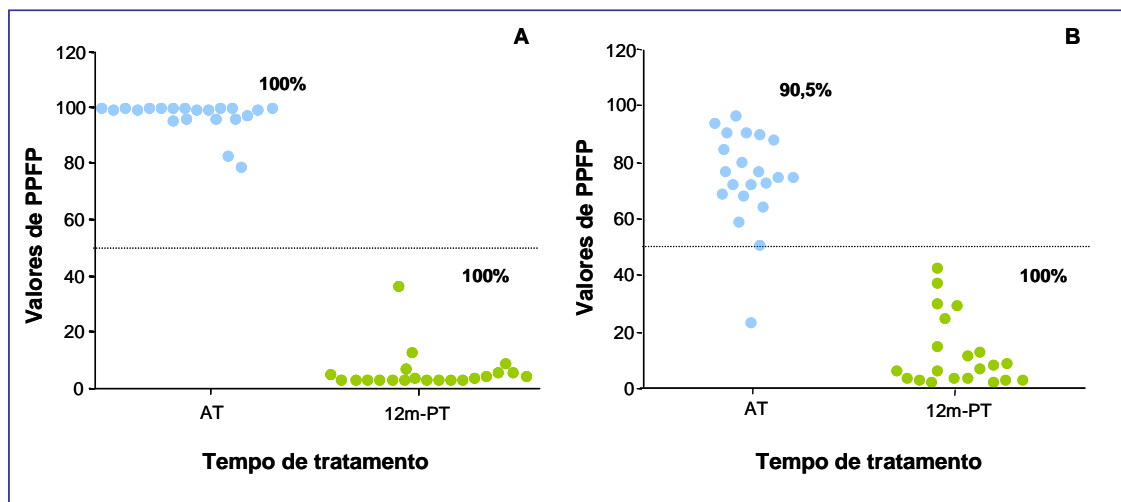 A
Valores de PPFP
120
100
80
60
40
20
0
100%
100%
AT
12m-PT
Tempo de tratamento
B
Valores de PPFP
120
100
80
60
40
20
0
90,5%
100%
AT
12m-PT
Tempo de tratamento